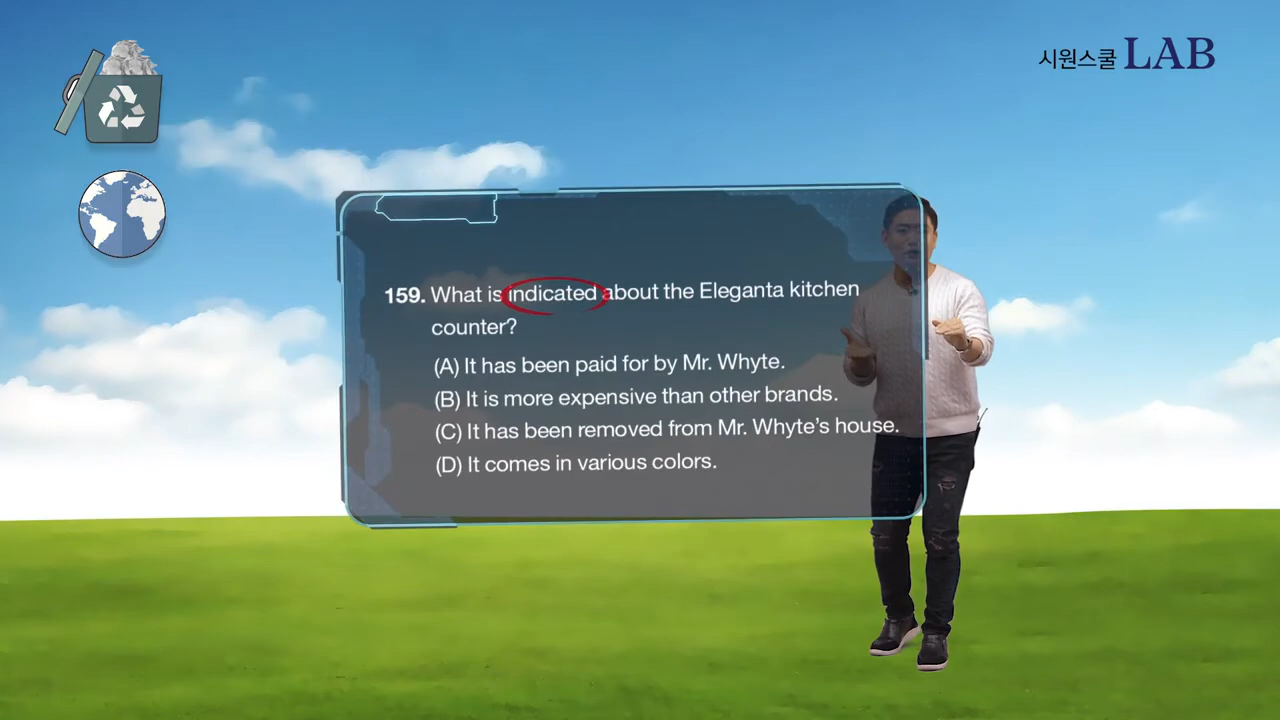 시원스쿨 LAB
159. What is indicated about the Eleganta kitchen
counter?
(A) It has been paid for by Mr. Whyte.
(B) It is more expensive than other brands.
(C) It has been removed from Mr. Whyte's house.
(D) It comes in various colors.